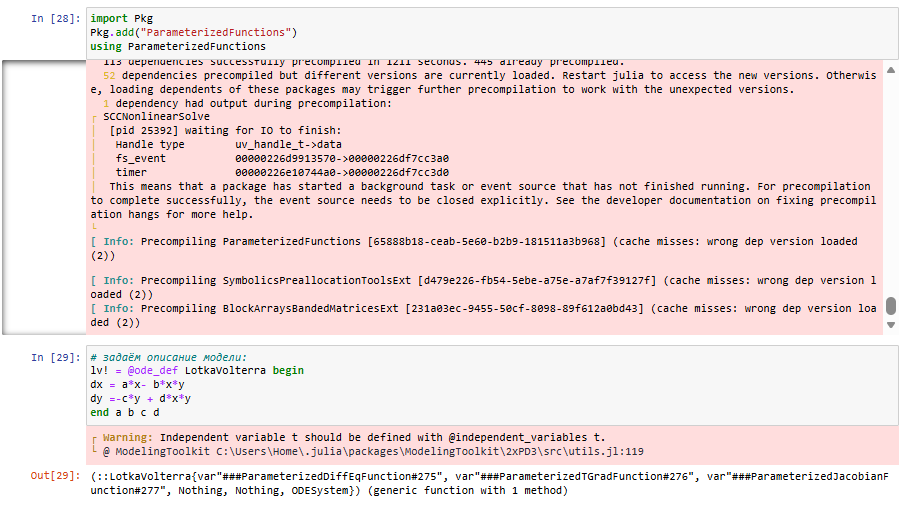 In [28]: import Pkg
Pkg.add("ParameterizedFunctions")
using ParameterizedFunctions
113 dependencies successfully precompiled in 1211 seconds. 445 already precompiled.
52 dependencies precompiled but different versions are currently loaded. Restart julia to access the new versions. Otherwis
e, loading dependents of these packages may trigger further precompilation to work with the unexpected versions.
1 dependency had output during precompilation:
┌ SCCNonlinearSolve
│ [pid 25392] waiting for IO to finish:
│ Handle type uv_handle_t->data
│ fs_event 00000226d9913570->00000226df7cc3a0
│ timer 00000226e10744a0->00000226df7cc3d0
│ This means that a package has started a background task or event source that has not finished running. For precompilation
to complete successfully, the event source needs to be closed explicitly. See the developer documentation on fixing precompil
ation hangs for more help.
└
[ Info: Precompiling ParameterizedFunctions [65888b18-ceab-5e60-b2b9-181511a3b968] (cache misses: wrong dep version loaded
(2))
[ Info: Precompiling SymbolicsPreallocationToolsExt [d479e226-fb54-5ebe-a75e-a7af7f39127f] (cache misses: wrong dep version l
oaded (2))
[ Info: Precompiling BlockArraysBandedMatricesExt [231a03ec-9455-50cf-8098-89f612a0bd43] (cache misses: wrong dep version loa
ded (2))
In [29]: # задаём описание модели:
lv! = @ode_def LotkaVolterra begin
dx = a*x- b*x*y
dy =-c*y + d*x*y
end a b c d
┌ Warning: Independent variable t should be defined with @independent_variables t.
└ @ ModelingToolkit C:\Users\Home\.julia\packages\ModelingToolkit\2xPD3\src\utils.jl:119
Out[29]: (::LotkaVolterra{var"###ParameterizedDiffEqFunction#275", var"###ParameterizedTGradFunction#276", var"###ParameterizedJacobianF
unction#277", Nothing, Nothing, ODESystem}) (generic function with 1 method)